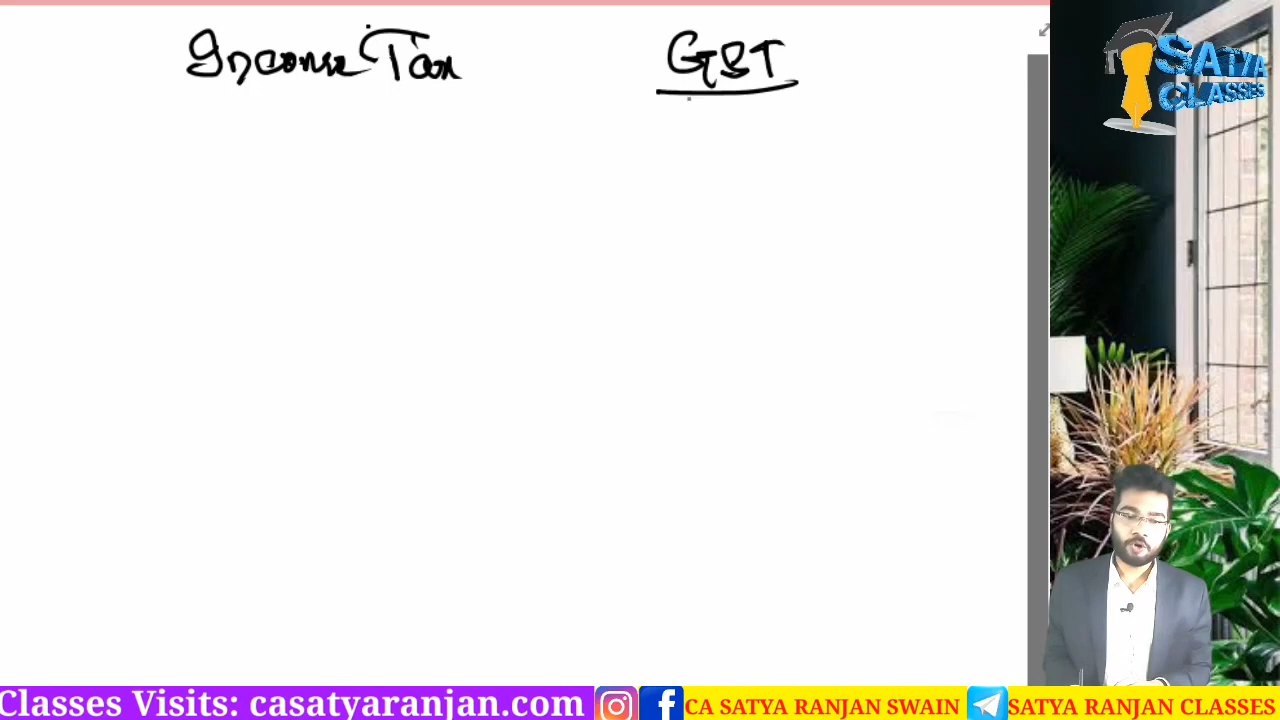 Income Tax
GST
SATYA
CLASSES
Classes Visits: casatyaranjan.com
CA SATYA RANJAN SWAIN
SATYA RANJAN CLASSES